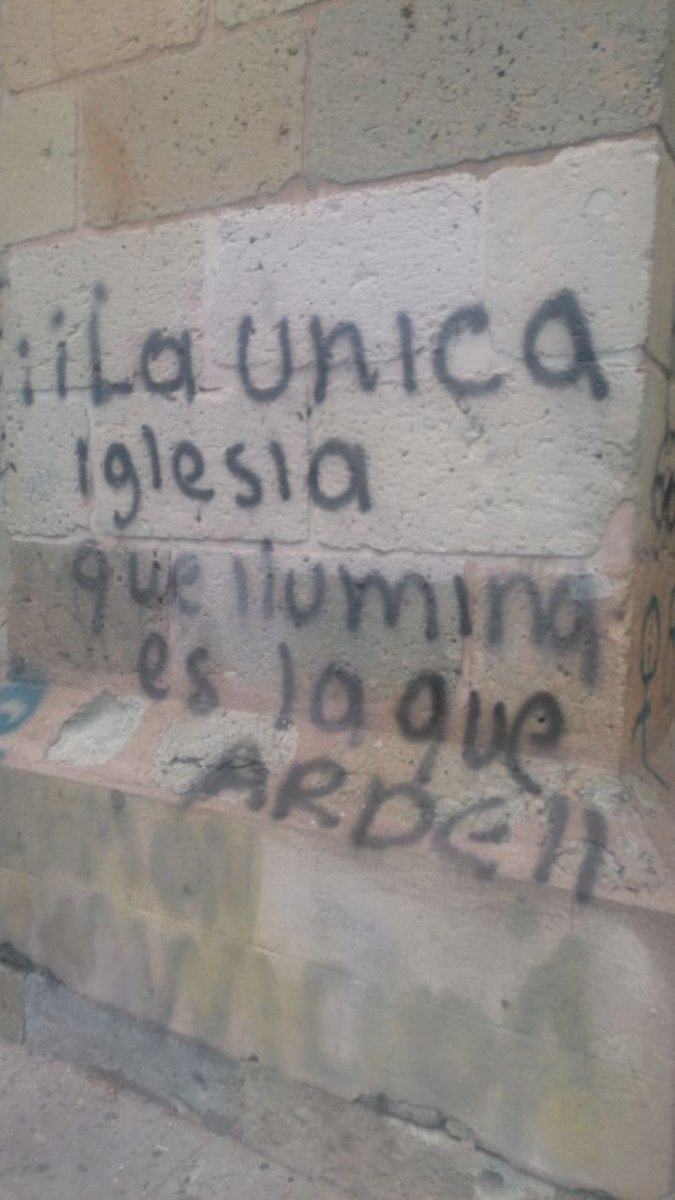 ¡¡La unica
iglesia
que ilumina
es la que
ARDE!!